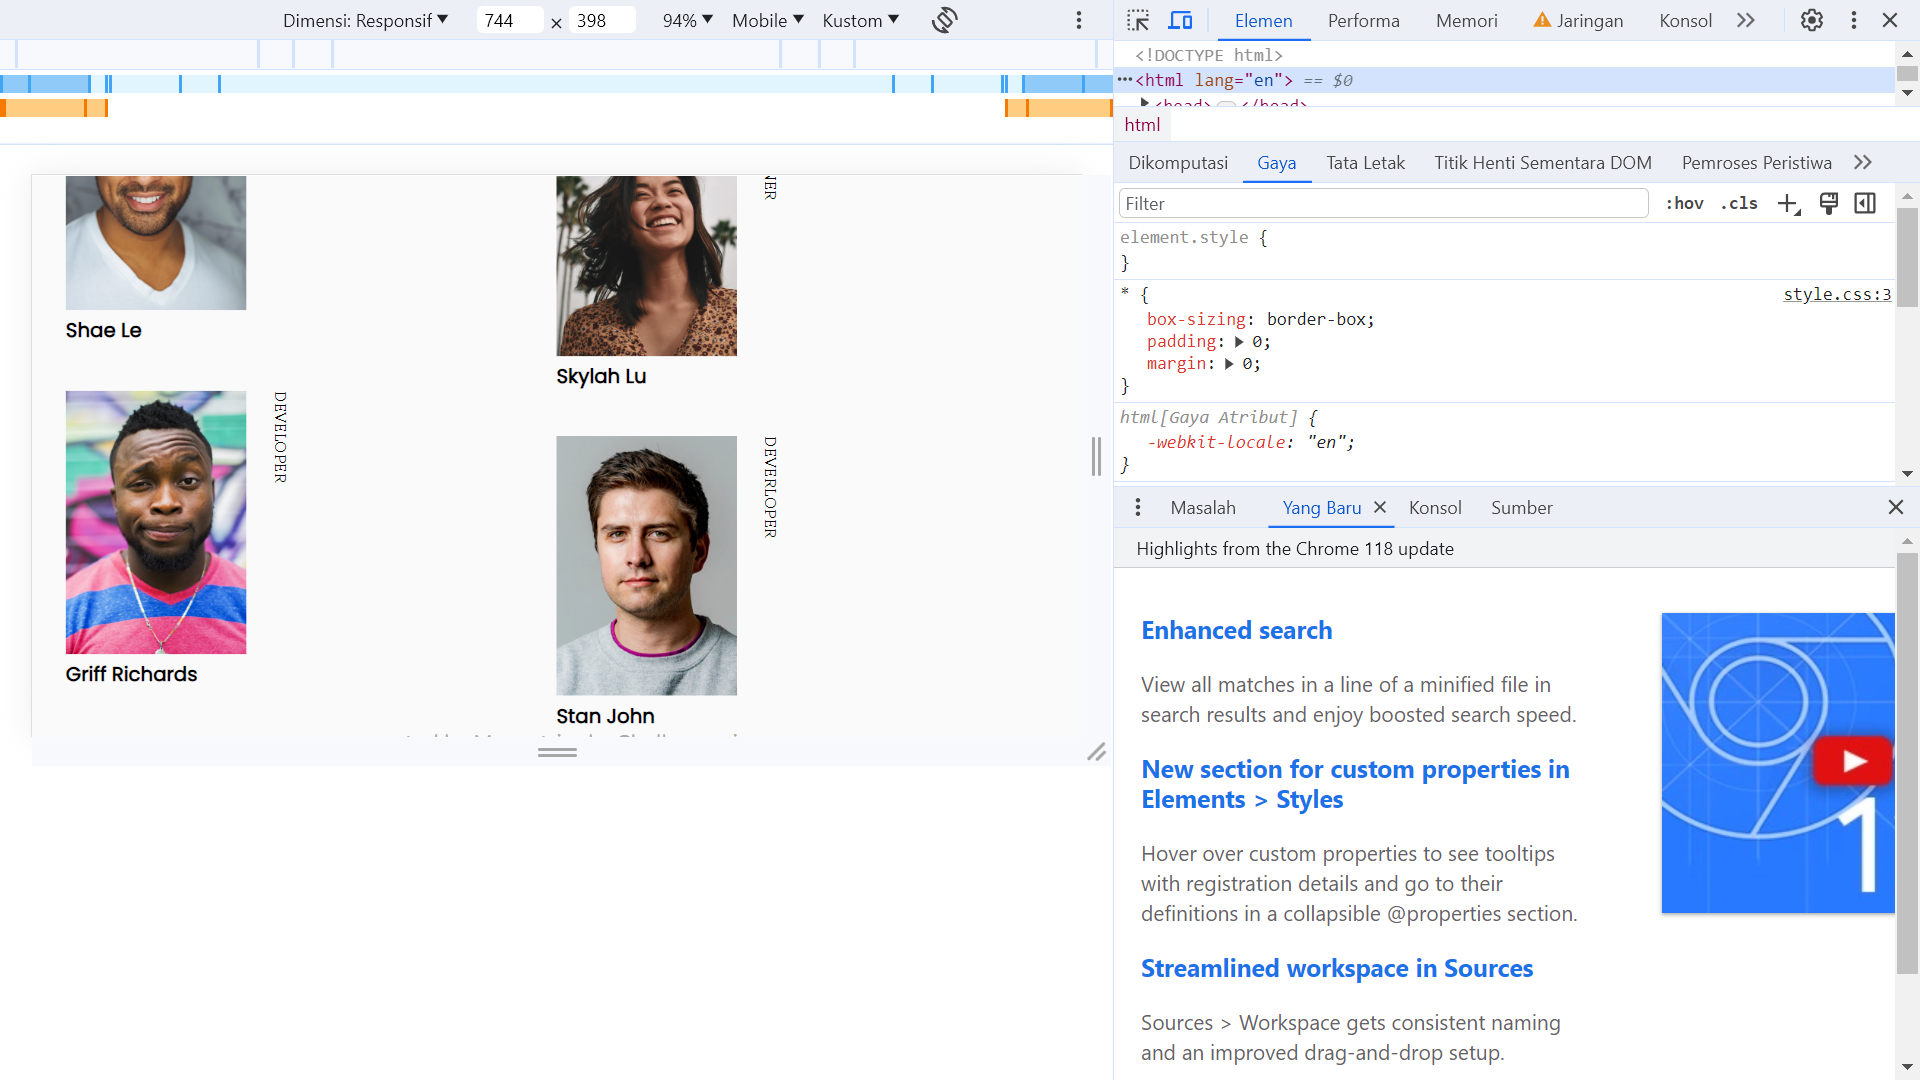 Dimensi: Responsif ▼ 744 × 398 94% ▼ Mobile ▼ Kustom ▼
NER
Shae Le
Skylah Lu
DEVELOPER
DEVERLOPER
Griff Richards
Stan John
Elemen Performa Memori Jaringan Konsol
<!DOCTYPE html>
<html lang="en"> == $0
<head> </head>
html
Dikomputasi Gaya Tata Letak Titik Henti Sementara DOM Pemroses Peristiwa
Filter :hov .cls
element.style {
}
* { style.css:3
box-sizing: border-box;
padding: 0;
margin: 0;
}
html[Gaya Atribut] {
-webkit-locale: "en";
}
Masalah Yang Baru Konsol Sumber
Highlights from the Chrome 118 update
Enhanced search
View all matches in a line of a minified file in
search results and enjoy boosted search speed.
New section for custom properties in
Elements > Styles
Hover over custom properties to see tooltips
with registration details and go to their
definitions in a collapsible @properties section.
Streamlined workspace in Sources
Sources > Workspace gets consistent naming
and an improved drag-and-drop setup.
1